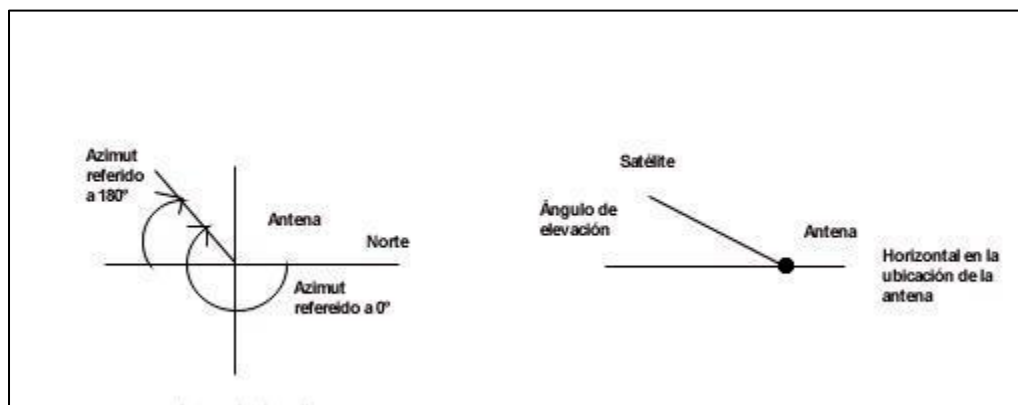 Azimut
referido
a 180°
Antena
Norte
Azimut
refereido a 0°
Satélite
Ángulo de
elevación
Antena
Horizontal en la
ubicación de la
antena